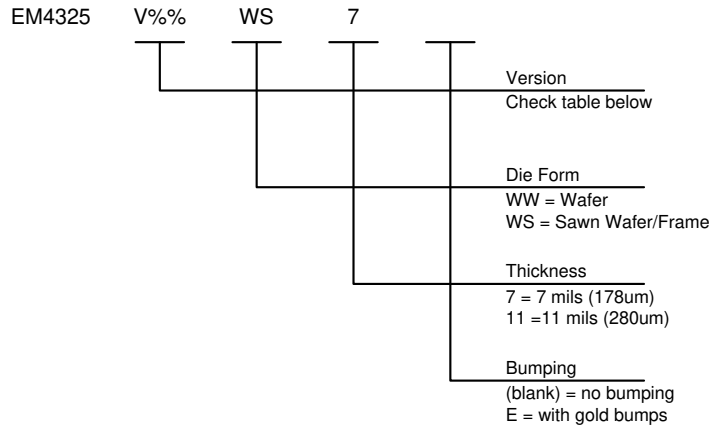 EM4325 V%% WS 7
Version
Check table below
Die Form
WW = Wafer
WS = Sawn Wafer/Frame
Thickness
7 = 7 mils (178um)
11 =11 mils (280um)
Bumping
(blank) = no bumping
E = with gold bumps